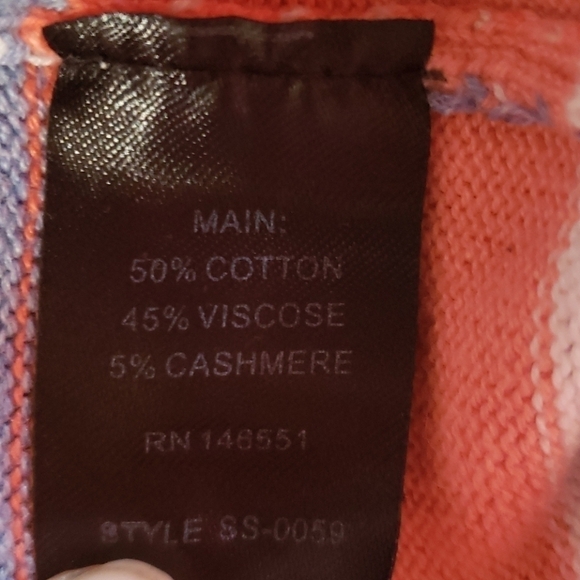 MAIN:
50% COTTON
45% VISCOSE
5% CASHMERE
RN 146551
STYLE SS-0059